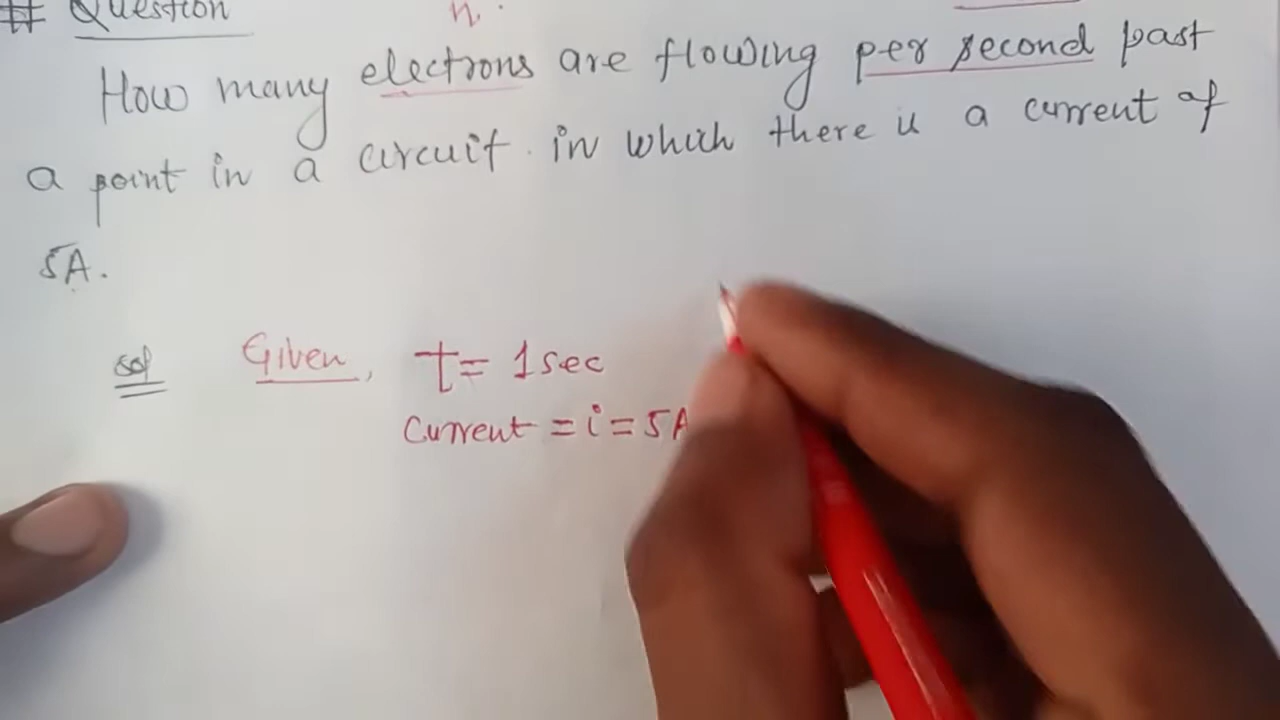 # Question
n.
How many electrons are flowing per second past
a point in a circuit in which there is a current of
5A.
sol Given, t = 1 sec
Current = i = 5A